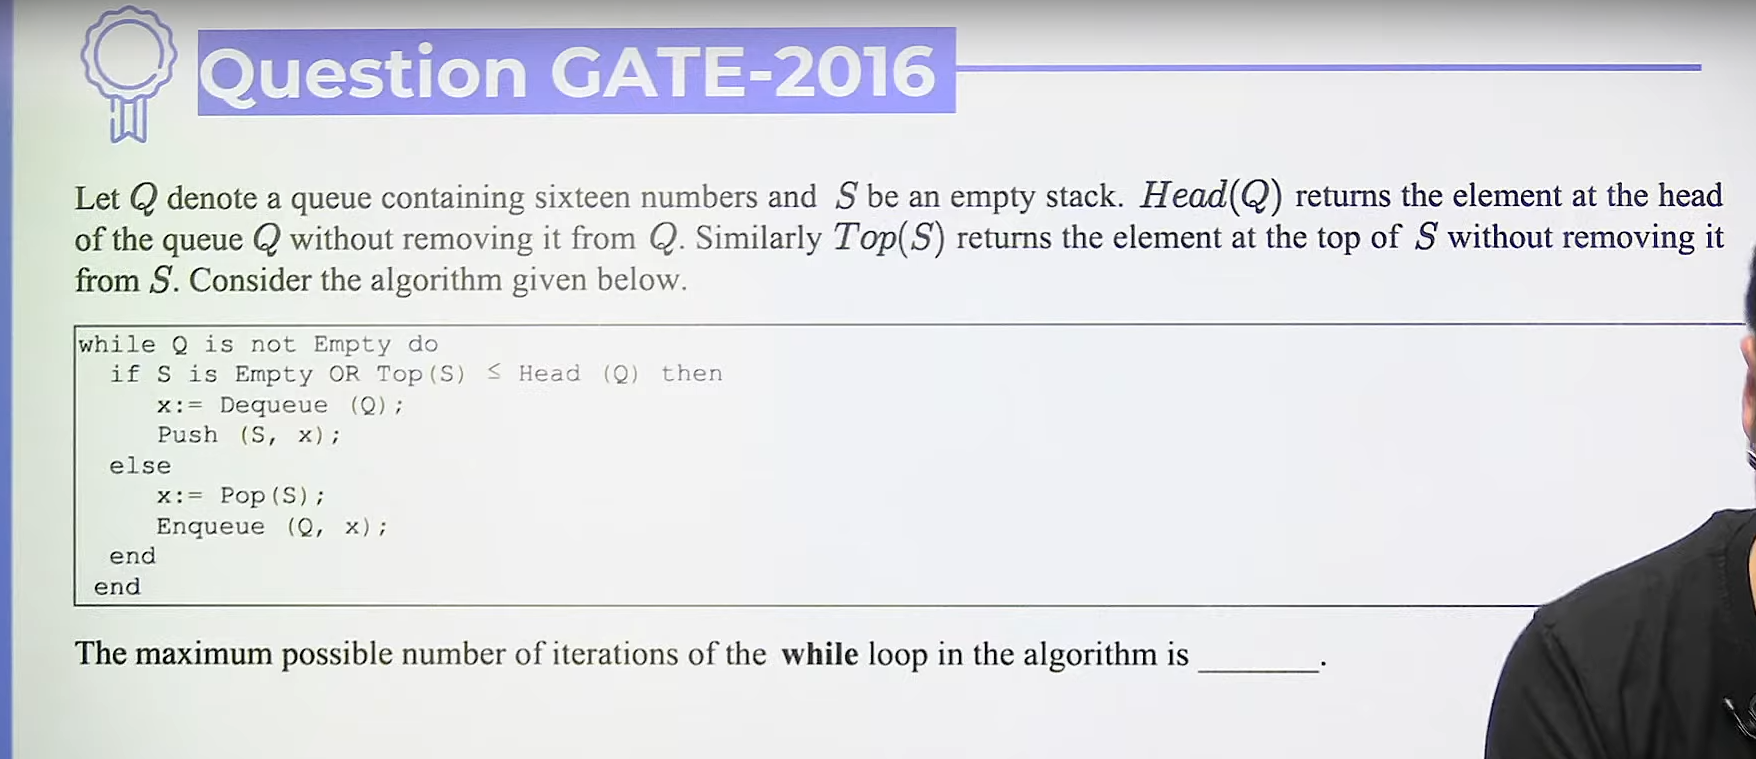 Question GATE-2016
Let Q denote a queue containing sixteen numbers and S be an empty stack. Head(Q) returns the element at the head
of the queue Q without removing it from Q. Similarly Top(S) returns the element at the top of S without removing it
from S. Consider the algorithm given below.
while Q is not Empty do
if S is Empty OR Top(S) ≤ Head (Q) then
x:= Dequeue (Q);
Push (S, x);
else
x:= Pop(S);
Enqueue (Q, x);
end
end
The maximum possible number of iterations of the while loop in the algorithm is ________.